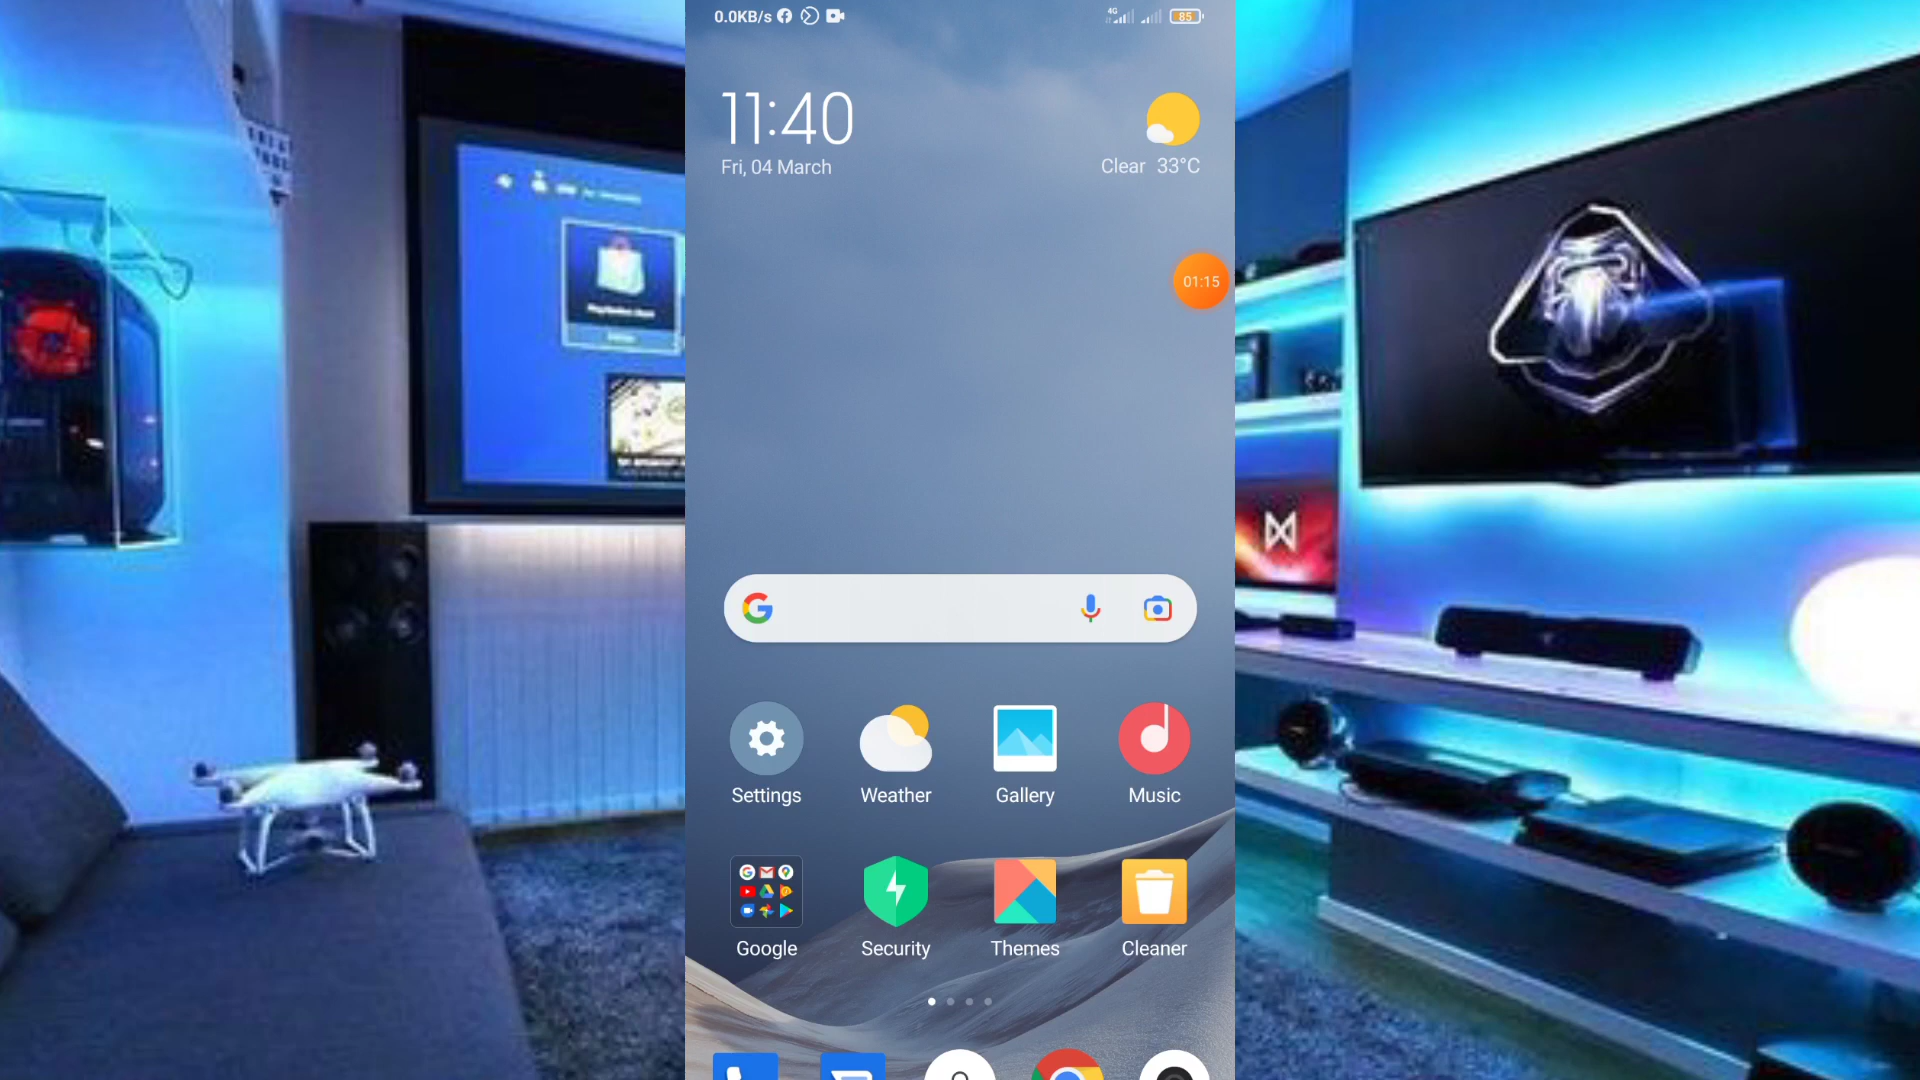 0.0KB/s
4G
85
11:40
Fri, 04 March
Clear 33°C
01:15
Settings
Weather
Gallery
Music
Google
Security
Themes
Cleaner